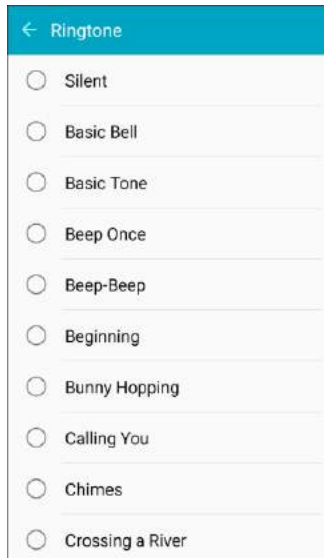 Ringtone
Silent
Basic Bell
Basic Tone
Beep Once
Beep-Beep
Beginning
Bunny Hopping
Calling You
Chimes
Crossing a River